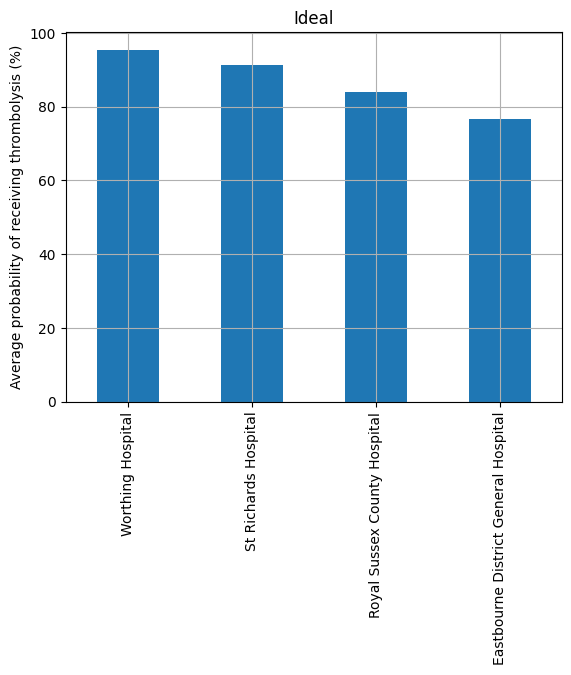 Ideal
Average probability of receiving thrombolysis (%)
100
80
60
40
20
0
Worthing Hospital
St Richards Hospital
Royal Sussex County Hospital
Eastbourne District General Hospital